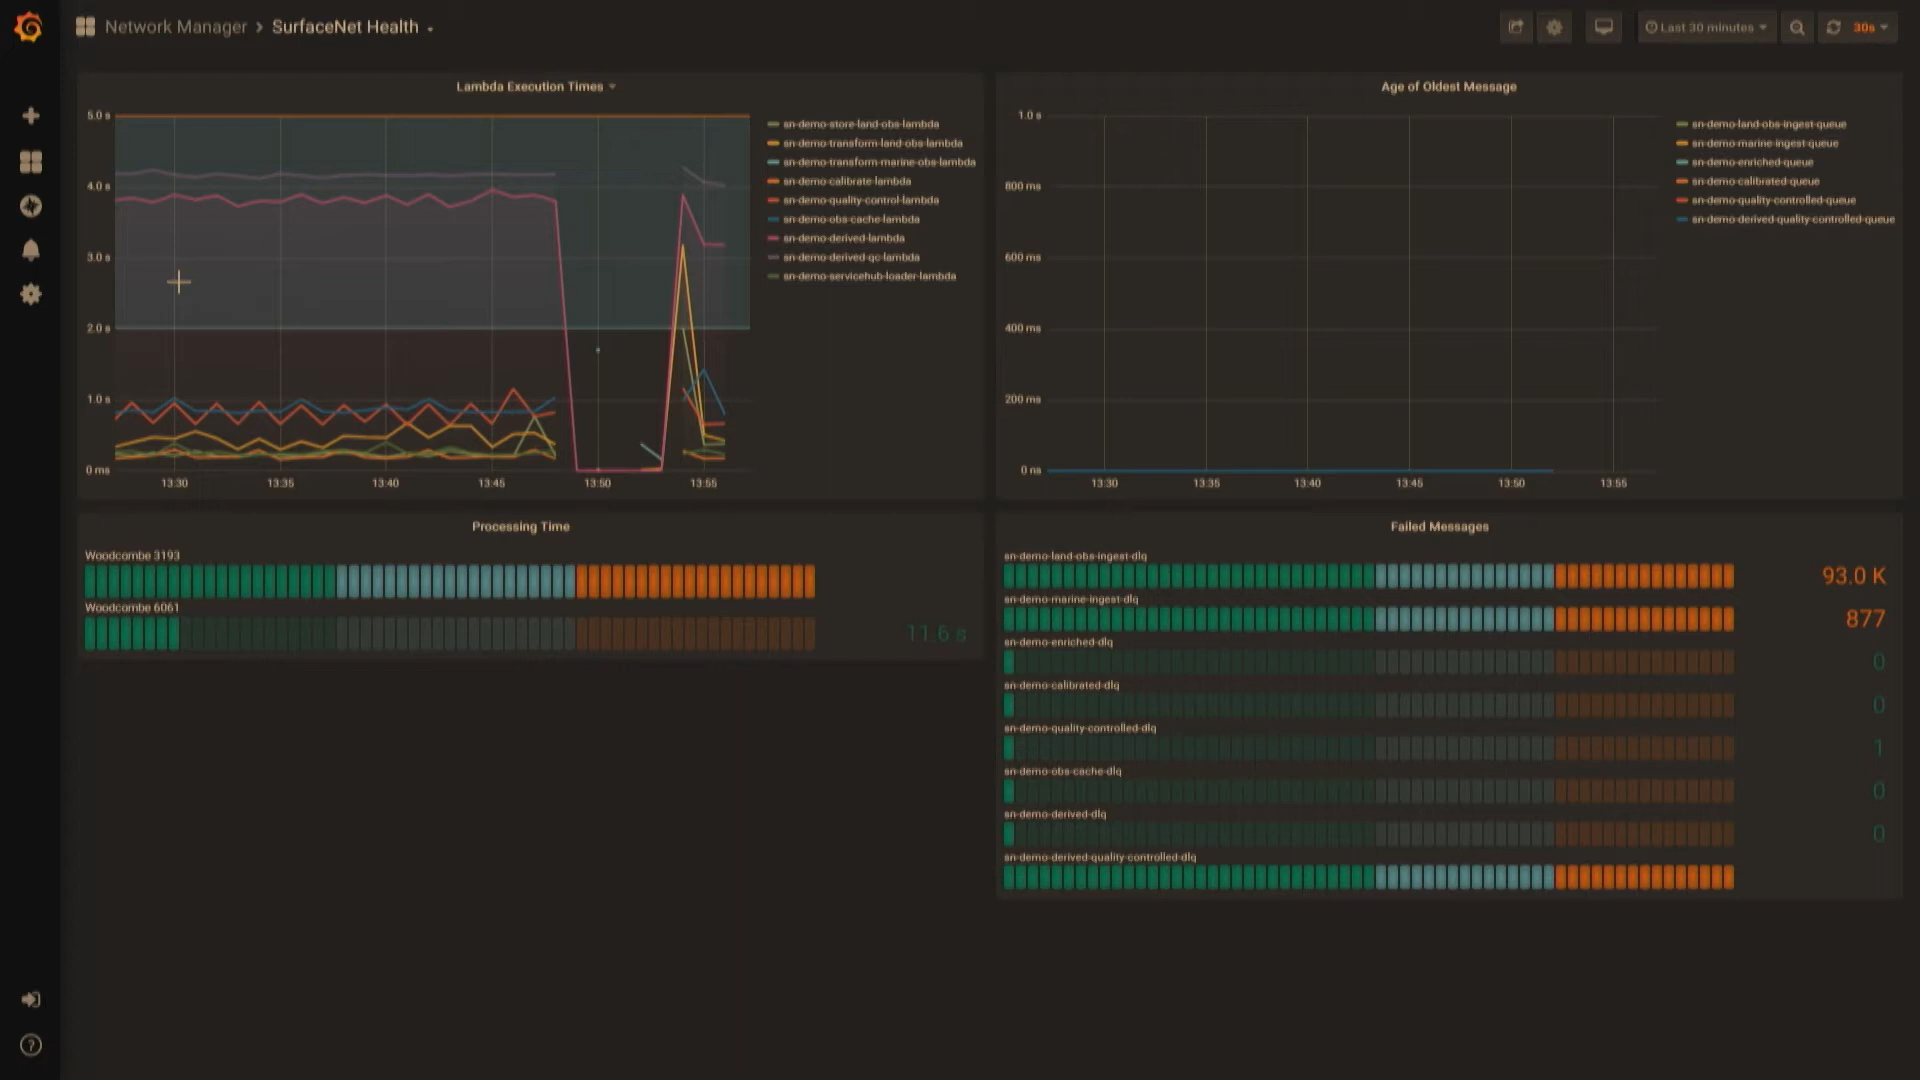 Network Manager > SurfaceNet Health
Last 30 minutes
30s
Lambda Execution Times
5.0 s
4.0 s
3.0 s
2.0 s
1.0 s
0 ms
13:30 13:35 13:40 13:45 13:50 13:55
sn-demo-store-land-obs-lambda
sn-demo-transform-land-obs-lambda
sn-demo-transform-marine-obs-lambda
sn-demo-calibrate-lambda
sn-demo-quality-control-lambda
sn-demo-obs-cache-lambda
sn-demo-derived-lambda
sn-demo-derived-qc-lambda
sn-demo-servicehub-loader-lambda
Age of Oldest Message
1.0 s
800 ms
600 ms
400 ms
200 ms
0 ns
13:30 13:35 13:40 13:45 13:50 13:55
sn-demo-land-obs-ingest-queue
sn-demo-marine-ingest-queue
sn-demo-enriched-queue
sn-demo-calibrated-queue
sn-demo-quality-controlled-queue
sn-demo-derived-quality-controlled-queue
Processing Time
Woodcombe 3193
Woodcombe 6061
11.6 s
Failed Messages
sn-demo-land-obs-ingest-dlq
93.0 K
sn-demo-marine-ingest-dlq
877
sn-demo-enriched-dlq
0
sn-demo-calibrated-dlq
0
sn-demo-quality-controlled-dlq
1
sn-demo-obs-cache-dlq
0
sn-demo-derived-dlq
0
sn-demo-derived-quality-controlled-dlq